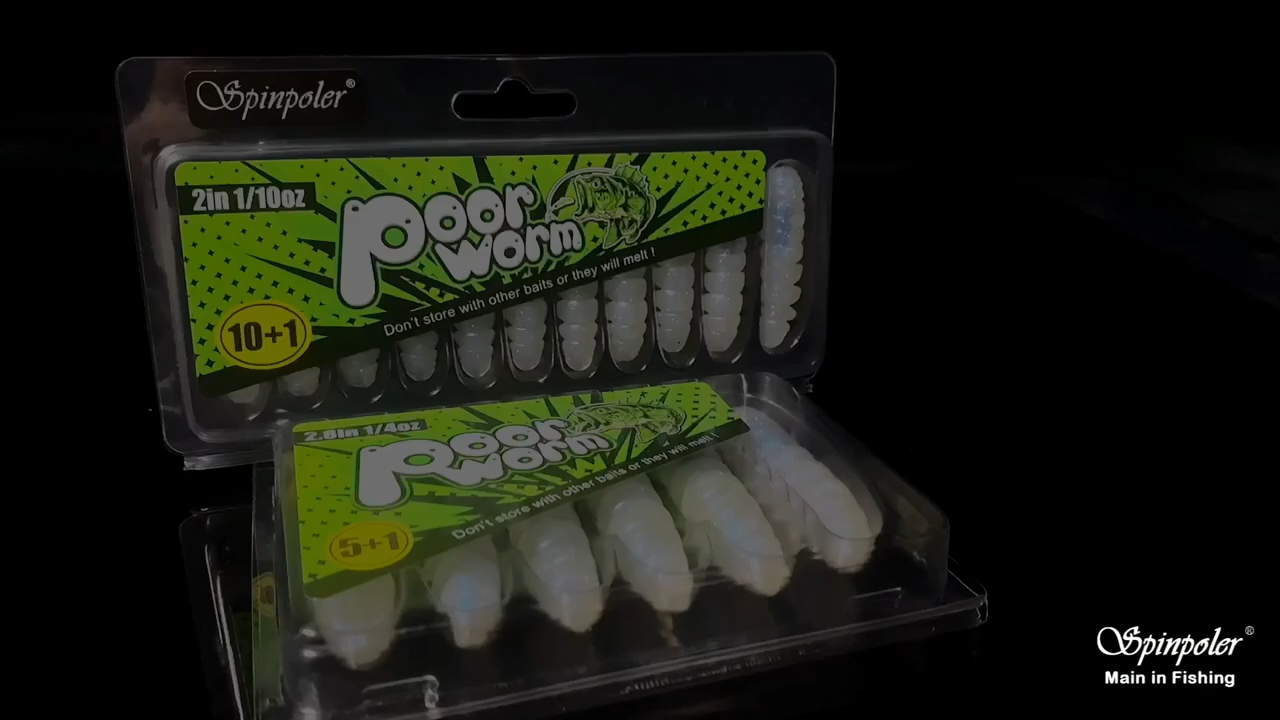 Spinpoler®
2in 1/10oz
Poor
worm
Don't store with other baits or they will melt !
10+1
2.8in 1/4oz
Poor
worm
Don't store with other baits or they will melt !
5+1
Spinpoler®
Main in Fishing